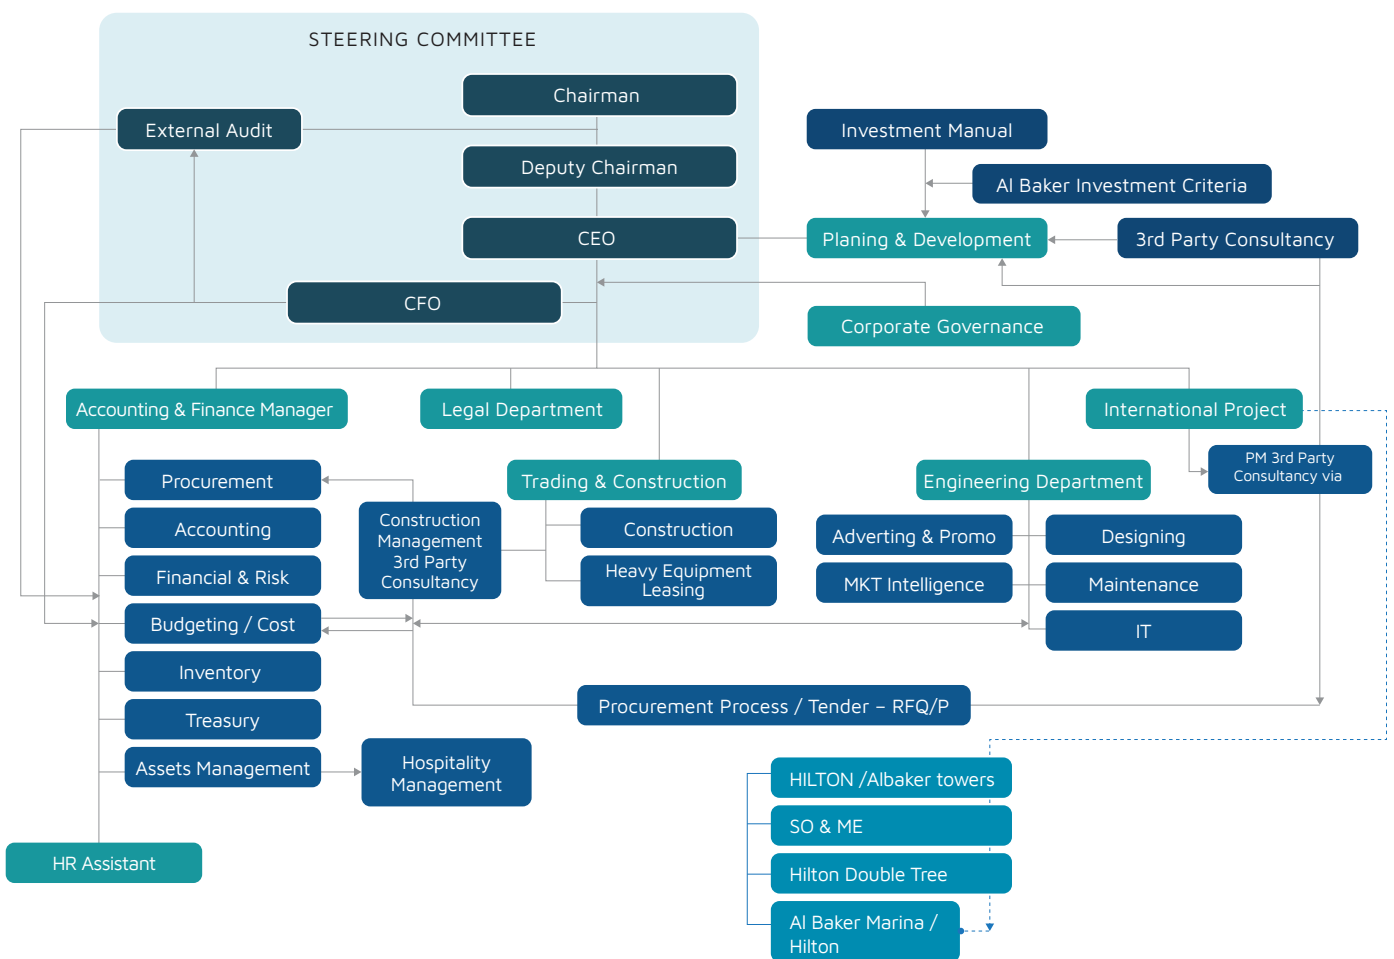 STEERING COMMITTEE
Chairman
External Audit
Investment Manual
Deputy Chairman
Al Baker Investment Criteria
CEO
Planing & Development
3rd Party Consultancy
CFO
Corporate Governance
Accounting & Finance Manager
Legal Department
International Project
Procurement
Accounting
Financial & Risk
Budgeting / Cost
Inventory
Treasury
Assets Management
HR Assistant
Hospitality
Management
Construction
Management
3rd Party
Consultancy
Trading & Construction
Construction
Heavy Equipment
Leasing
Engineering Department
Adverting & Promo
MKT Intelligence
Designing
Maintenance
IT
PM 3rd Party
Consultancy via
Procurement Process / Tender – RFQ/P
HILTON /Albaker towers
SO & ME
Hilton Double Tree
Al Baker Marina /
Hilton